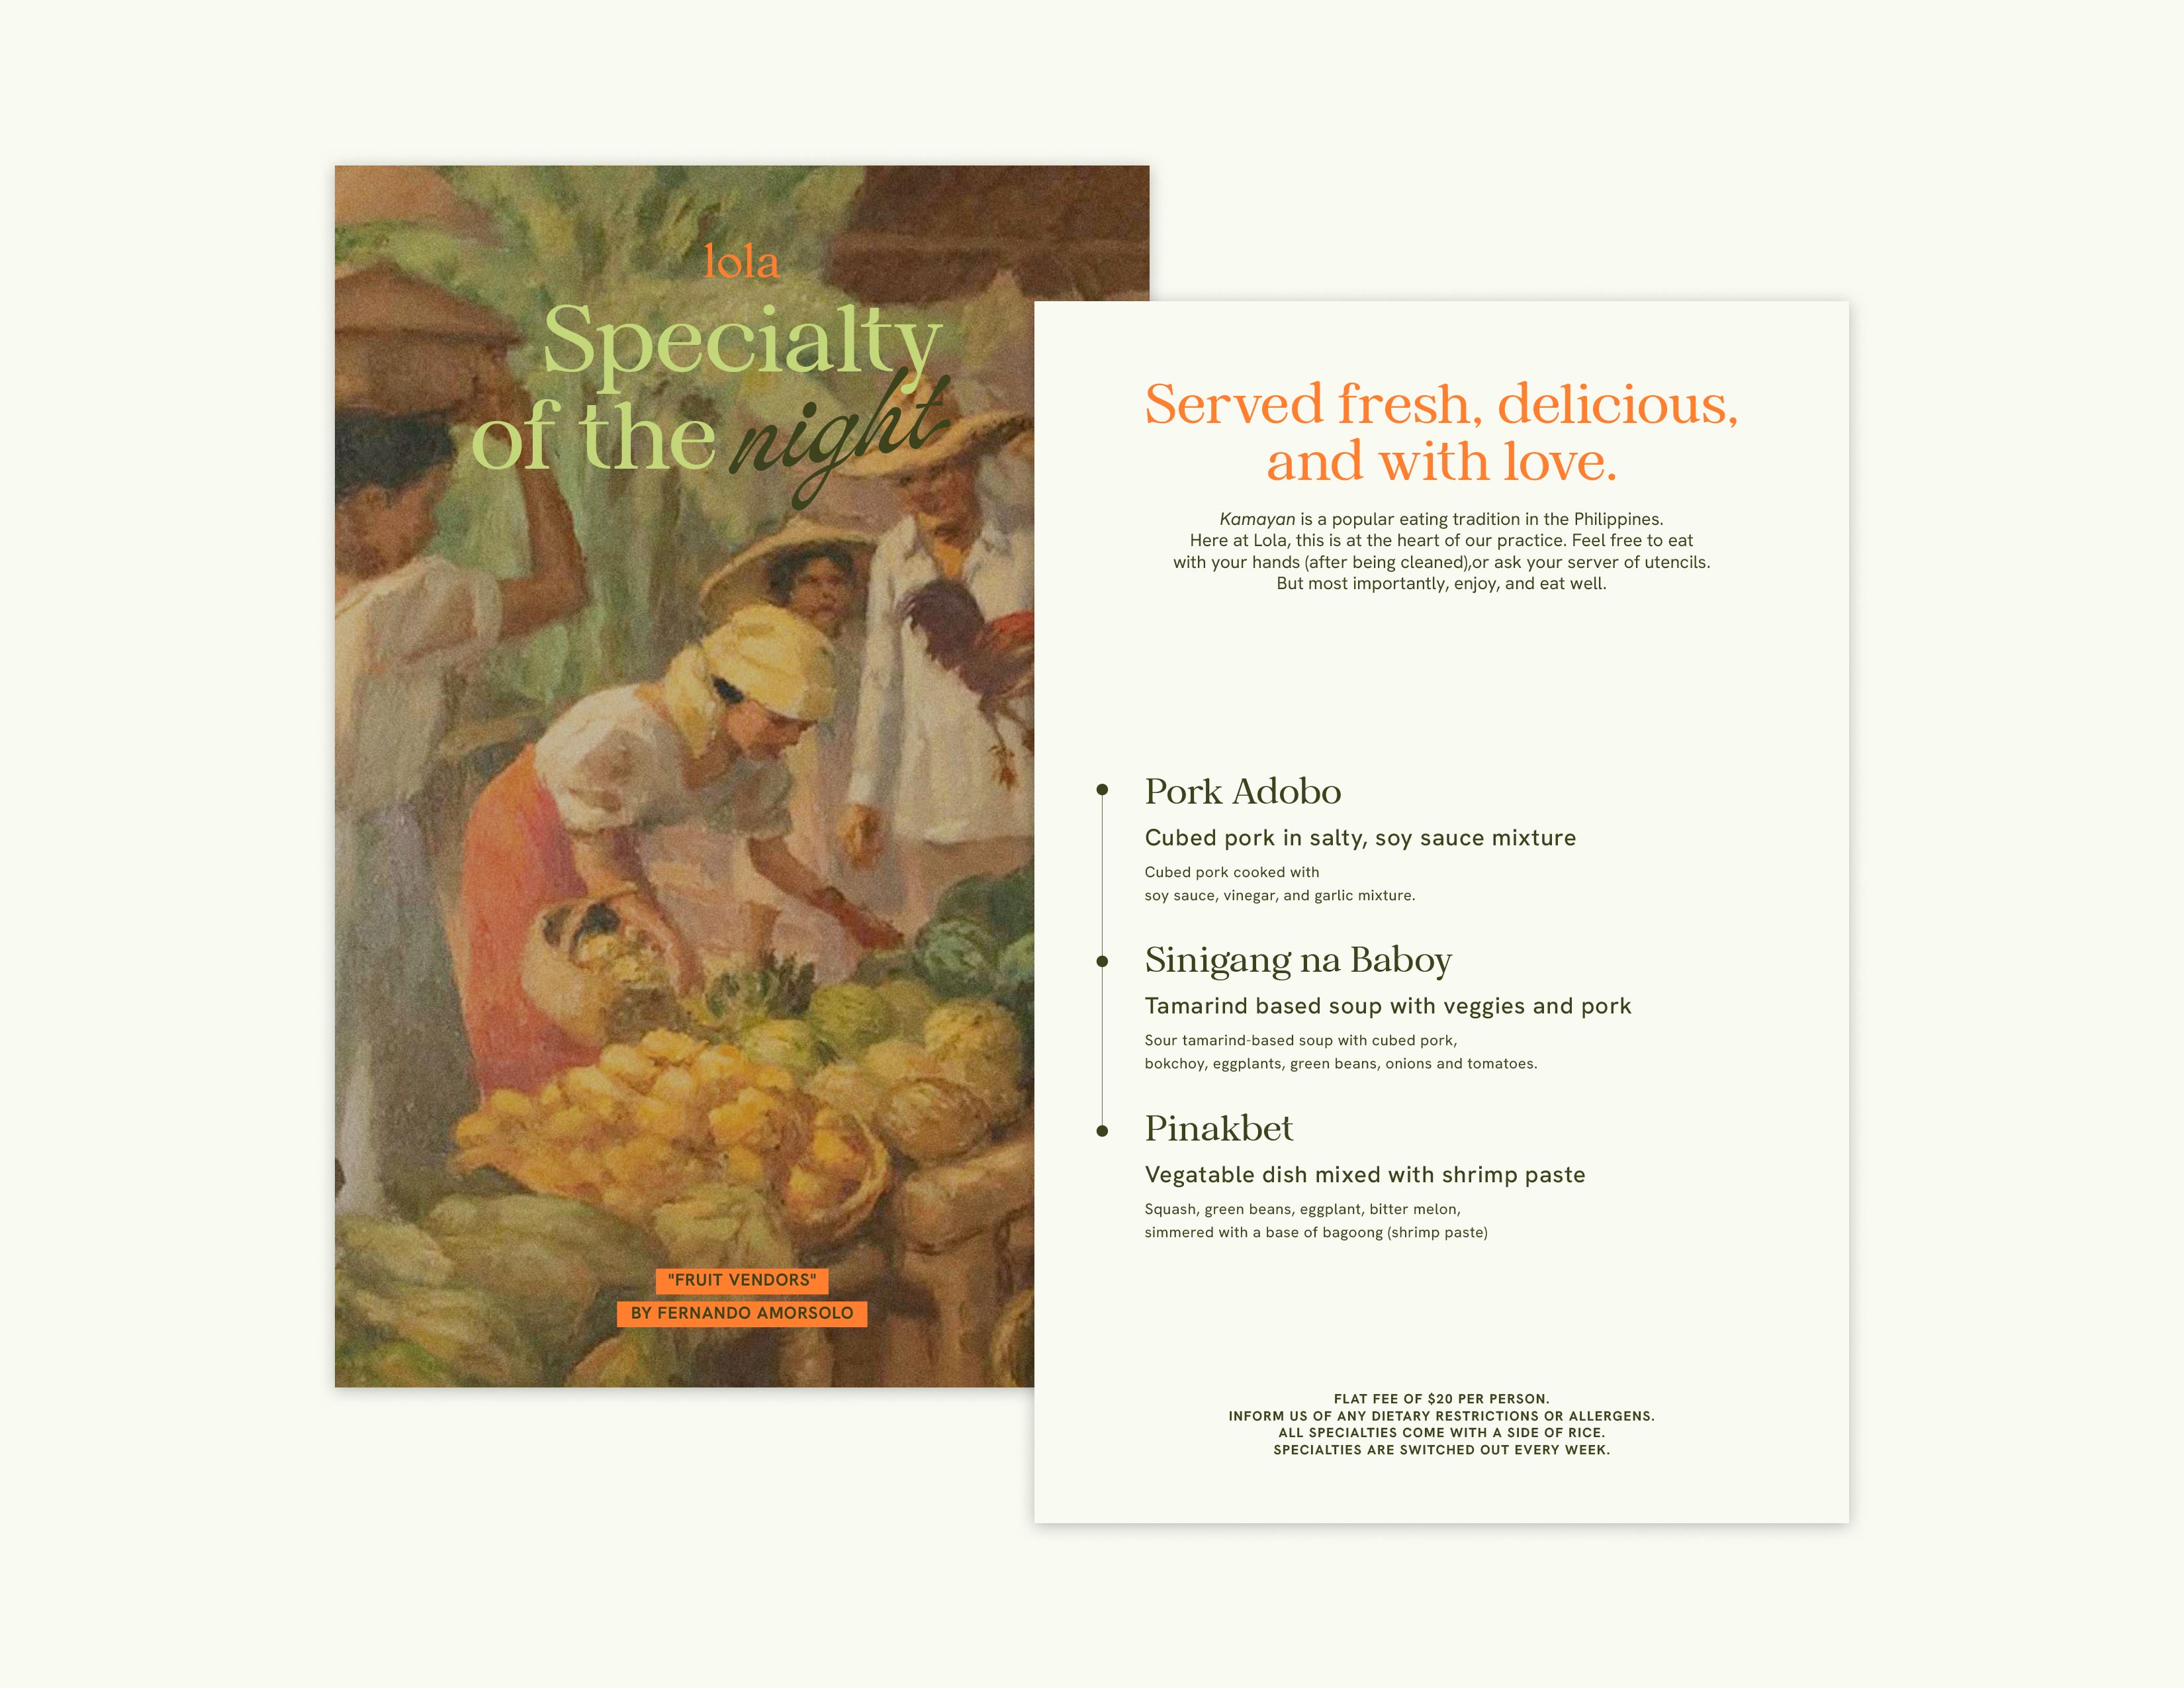 lola
Specialty
of the night
"FRUIT VENDORS"
BY FERNANDO AMORSOLO
Served fresh, delicious,
and with love.
Kamayan is a popular eating tradition in the Philippines.
Here at Lola, this is at the heart of our practice. Feel free to eat
with your hands (after being cleaned),or ask your server of utencils.
But most importantly, enjoy, and eat well.
Pork Adobo
Cubed pork in salty, soy sauce mixture
Cubed pork cooked with
soy sauce, vinegar, and garlic mixture.
Sinigang na Baboy
Tamarind based soup with veggies and pork
Sour tamarind-based soup with cubed pork,
bokchoy, eggplants, green beans, onions and tomatoes.
Pinakbet
Vegatable dish mixed with shrimp paste
Squash, green beans, eggplant, bitter melon,
simmered with a base of bagoong (shrimp paste)
FLAT FEE OF $20 PER PERSON.
INFORM US OF ANY DIETARY RESTRICTIONS OR ALLERGENS.
ALL SPECIALTIES COME WITH A SIDE OF RICE.
SPECIALTIES ARE SWITCHED OUT EVERY WEEK.